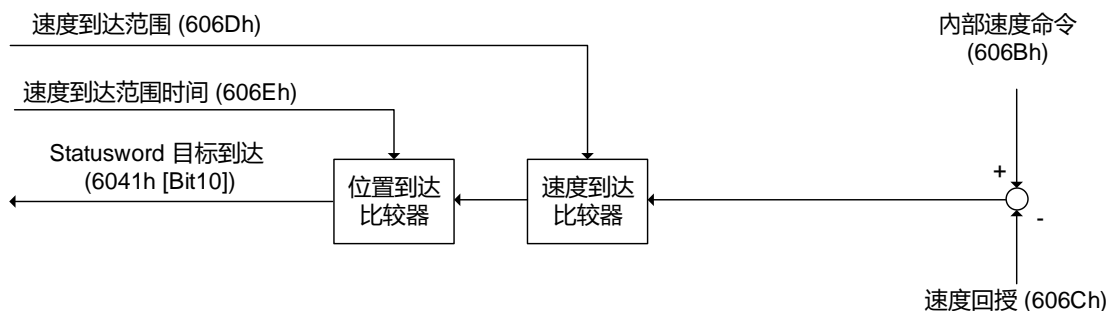 速度到达范围 (606Dh)
内部速度命令
(606Bh)
速度到达范围时间 (606Eh)
Statusword 目标到达
(6041h [Bit10])
位置到达
比较器
速度到达
比较器
+
-
速度回授 (606Ch)